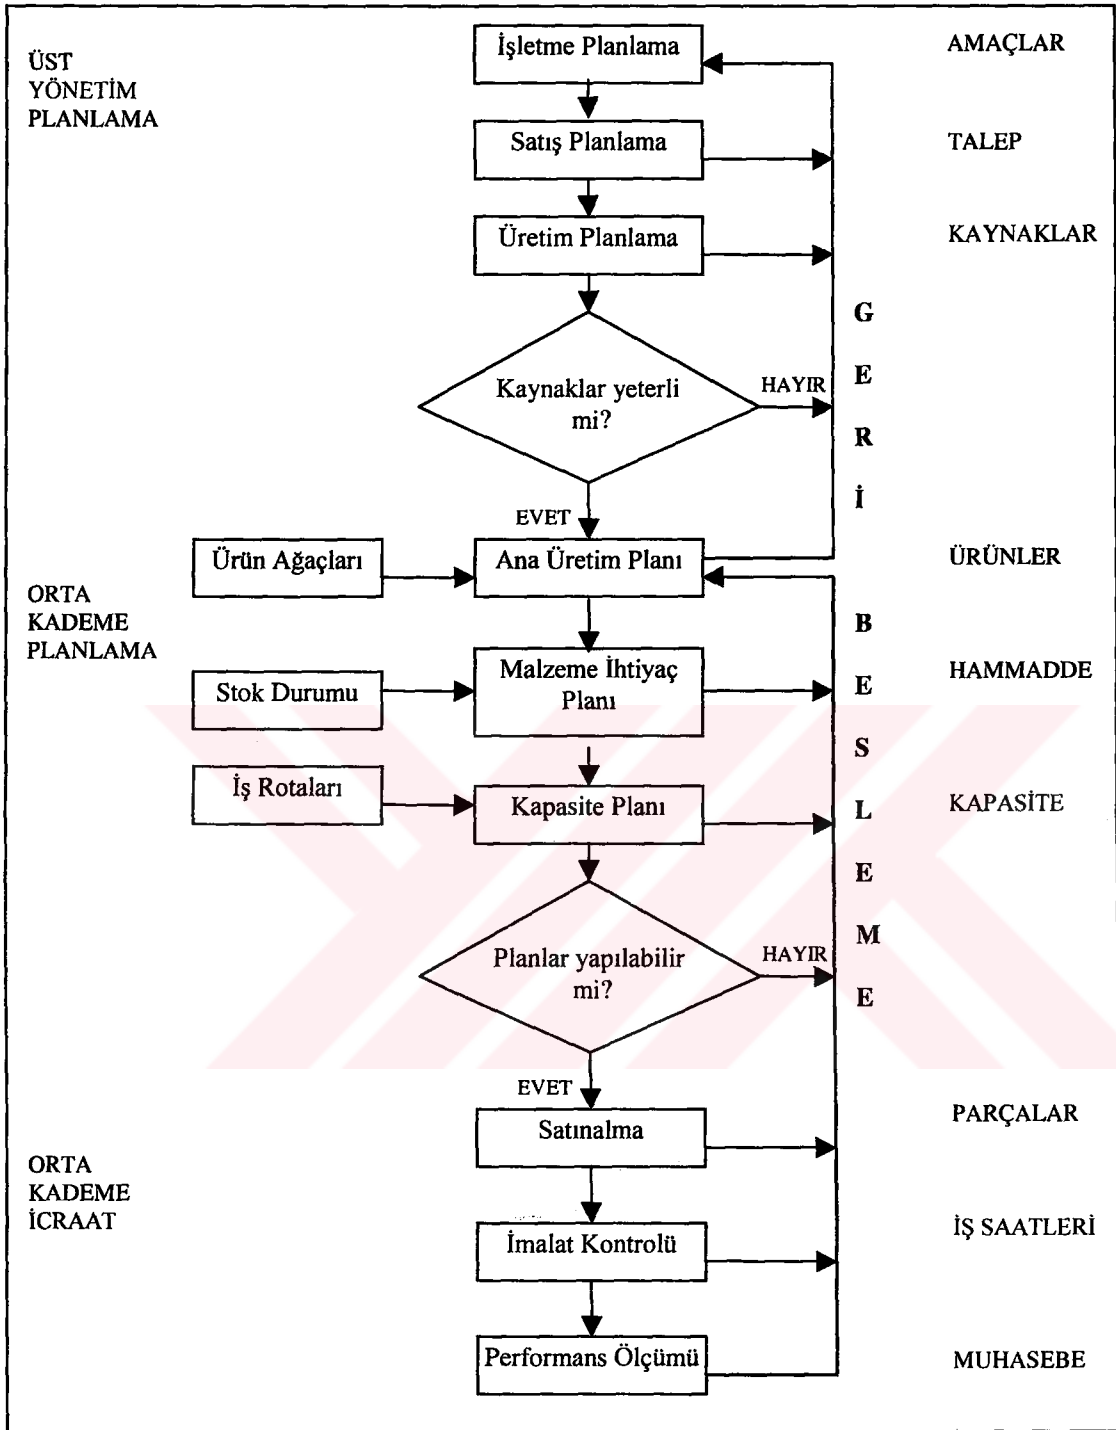 İşletme Planlama
AMAÇLAR
ÜST
YÖNETİM
PLANLAMA
Satış Planlama
TALEP
Üretim Planlama
KAYNAKLAR
G
E
R
İ
Kaynaklar yeterli
mi?
HAYIR
EVET
Ürün Ağaçları
Ana Üretim Planı
ÜRÜNLER
ORTA
KADEME
PLANLAMA
B
E
S
L
E
M
E
Stok Durumu
Malzeme İhtiyaç
Planı
HAMMADDE
İş Rotaları
Kapasite Planı
KAPASİTE
Planlar yapılabilir
mi?
HAYIR
EVET
Satınalma
PARÇALAR
ORTA
KADEME
İCRAAT
İmalat Kontrolü
İŞ SAATLERİ
Performans Ölçümü
MUHASEBE